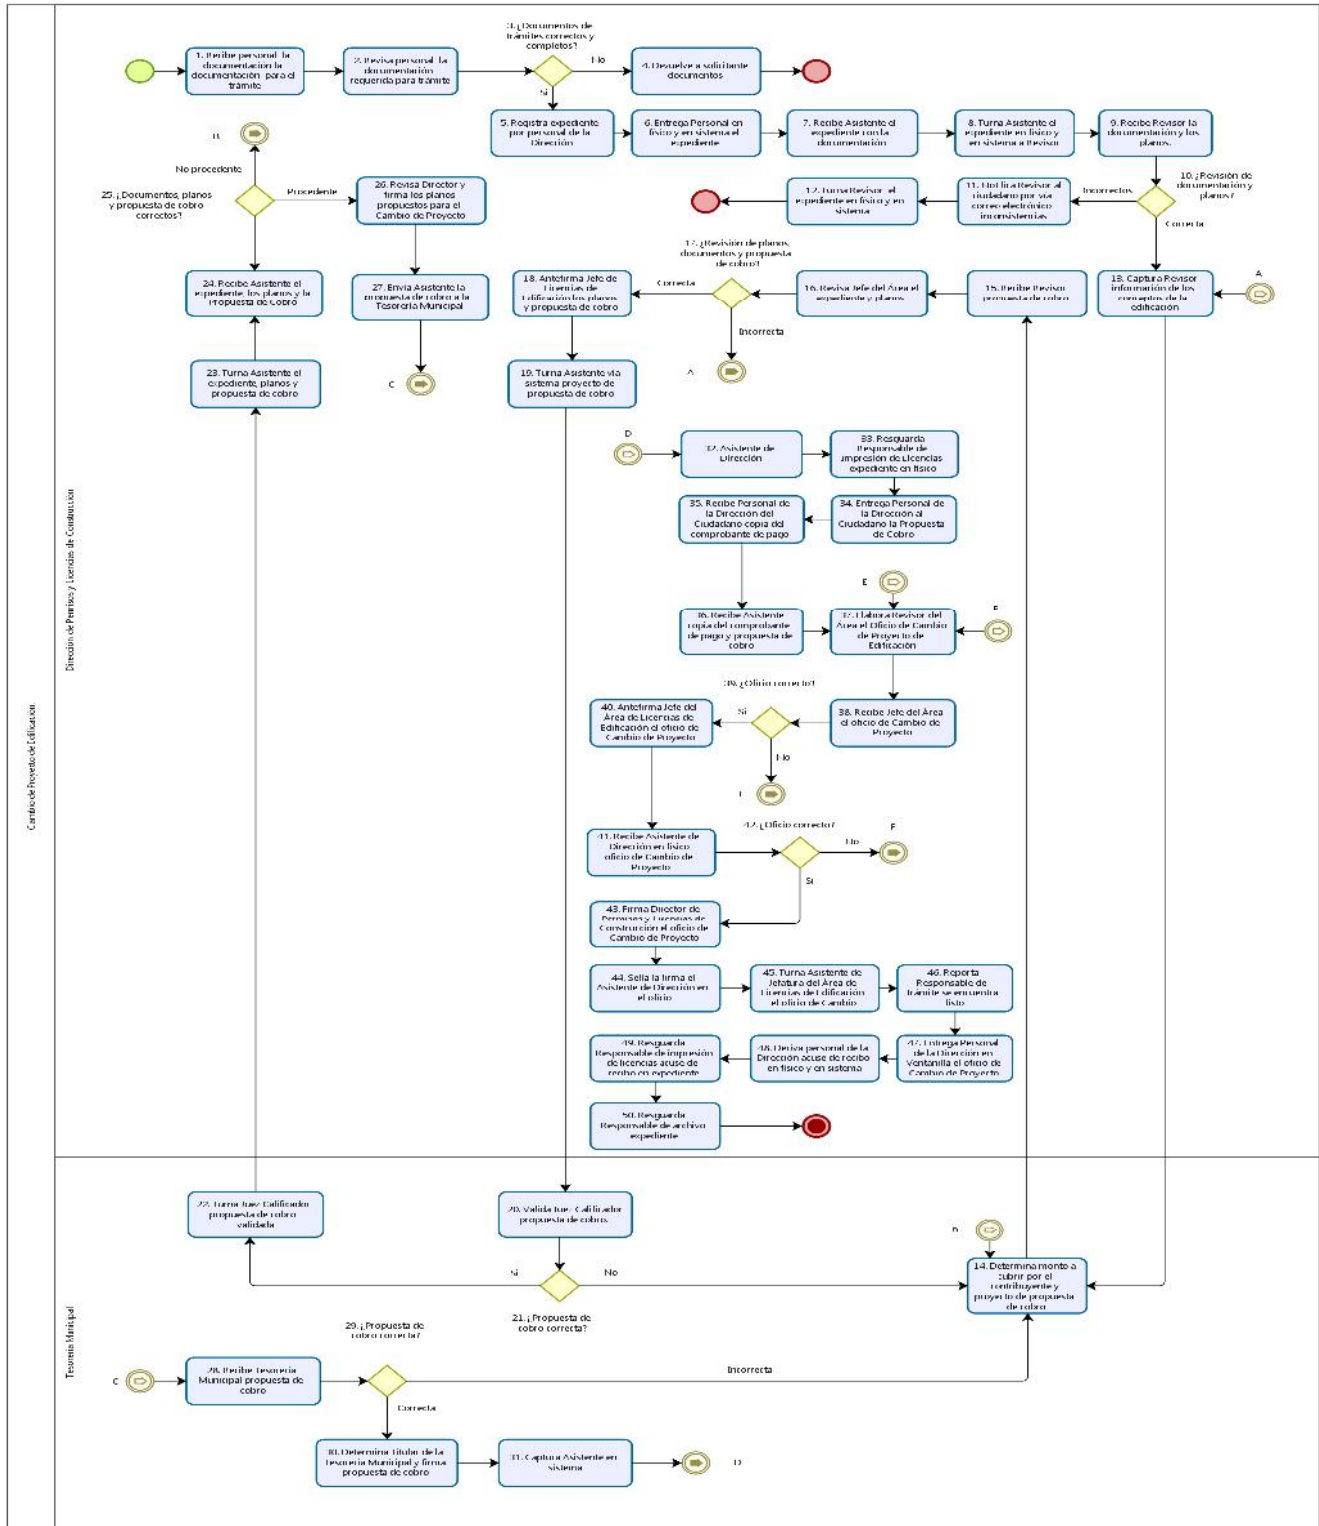 Cambio de Proyecto de Edificación.
Dirección de Permisos y Licencias de Construcción
1. Recibe personal la
documentación la
documentación para el
trámite
2. Revisa personal la
documentación
requerida para trámite
3. ¿Documentos de
trámites correctos y
completos?
No
Si
4. Devuelve a solicitante
documentos
5. Registra expediente
por personal de la
Dirección
6. Entrega Personal en
físico y en sistema el
expediente
7. Recibe Asistente el
expediente con la
documentación
8. Turna Asistente el
expediente en físico y
en sistema a Revisor
9. Recibe Revisor la
documentación y los
planos.
10. ¿Revisión de
documentación y
planos?
Incorrectos
Correcta
11. Notifica Revisor al
ciudadano por vía
correo electrónico
inconsistencias
12. Turna Revisor el
expediente en físico y en
sistema
B
No procedente
25. ¿Documentos, planos
y propuesta de cobro
correctos?
Procedente
26. Revisa Director y
firma los planos
propuestos para el
Cambio de Proyecto
24. Recibe Asistente el
expediente, los planos y la
Propuesta de Cobro
27. Envía Asistente la
propuesta de cobro a la
Tesorería Municipal
C
23. Turna Asistente el
expediente, planos y
propuesta de cobro
17. ¿Revisión de planos,
documentos y propuesta
de cobro?
18. Antefirma Jefe de
Licencias de
Edificación los planos
y propuesta de cobro
Correcta
Incorrecta
A
16. Revisa Jefe del Área el
expediente y planos
15. Recibe Revisor
propuesta de cobro
13. Captura Revisor
información de los
conceptos de la
edificación
A
19. Turna Asistente vía
sistema proyecto de
propuesta de cobro
D
32. Asistente de
Dirección
33. Resguarda
Responsable de
Impresión de Licencias
expediente en físico
35. Recibe Personal de
la Dirección del
Ciudadano copia del
comprobante de pago
34. Entrega Personal de
la Dirección al
Ciudadano la Propuesta
de Cobro
E
F
36. Recibe Asistente
copia del comprobante
de pago y propuesta de
cobro
37. Elabora Revisor del
Área el Oficio de Cambio
de Proyecto de
Edificación
39. ¿Oficio correcto?
40. Antefirma Jefe del
Área de Licencias de
Edificación el oficio de
Cambio de Proyecto
Si
No
38. Recibe Jefe del Área
el oficio de Cambio de
Proyecto
E
41. Recibe Asistente de
Dirección en físico
oficio de Cambio de
Proyecto
42. ¿Oficio correcto?
No
F
Si
43. Firma Director de
Permisos y Licencias de
Construcción el oficio de
Cambio de Proyecto
44. Sella la firma el
Asistente de Dirección en
el oficio
45. Turna Asistente de
Jefatura del Área de
Licencias de Edificación
el oficio de Cambio
46. Reporta
Responsable de
trámite se encuentra
listo
49. Resguarda
Responsable de impresión
de licencias acuse de
recibo en expediente
48. Deriva personal de la
Dirección acuse de recibo
en físico y en sistema
47. Entrega Personal
de la Dirección en
Ventanilla el oficio de
Cambio de Proyecto
50. Resguarda
Responsable de archivo
expediente
Tesorería Municipal
22. Turna Juez Calificador
propuesta de cobro
validada
20. Valida Juez Calificador
propuesta de cobro.
Si
No
21. ¿Propuesta de
cobro correcta?
B
14. Determina monto a
cubrir por el
contribuyente y
proyecto de propuesta
de cobro
29. ¿Propuesta de
cobro correcta?
C
28. Recibe Tesorería
Municipal propuesta de
cobro
Incorrecta
Correcta
30. Determina Titular de la
Tesorería Municipal y firma
propuesta de cobro
31. Captura Asistente en
sistema
D